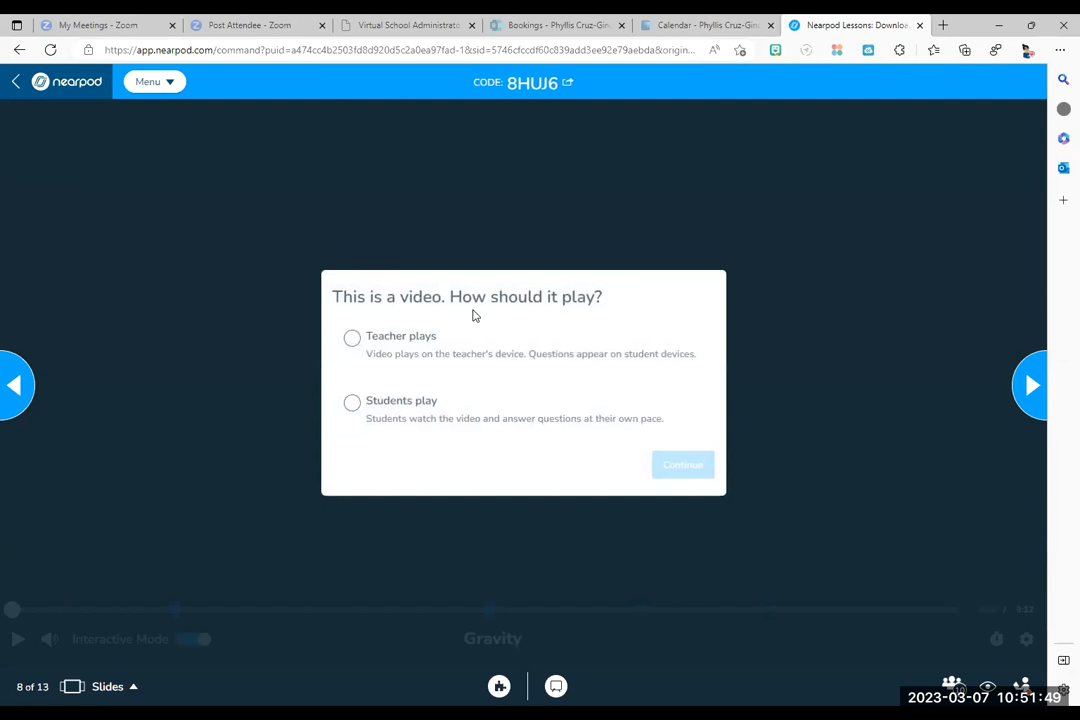 My Meetings - Zoom
Post Attendee - Zoom
Virtual School Administrato
Bookings - Phyllis Cruz-Gin
Calendar - Phyllis Cruz-Gin
Nearpod Lessons: Downloa
https://app.nearpod.com/command?puid=a474cc4b2503fd8d920d5c2a0ea97fad-1&sid=5746cfccdf60c839add3ee92e79aebda&origin...
nearpod
Menu
CODE: 8HUJ6
This is a video. How should it play?
Teacher plays
Video plays on the teacher's device. Questions appear on student devices.
Students play
Students watch the video and answer questions at their own pace.
Continue
Interactive Mode
Gravity
8 of 13
Slides
2023-03-07 10:51:49